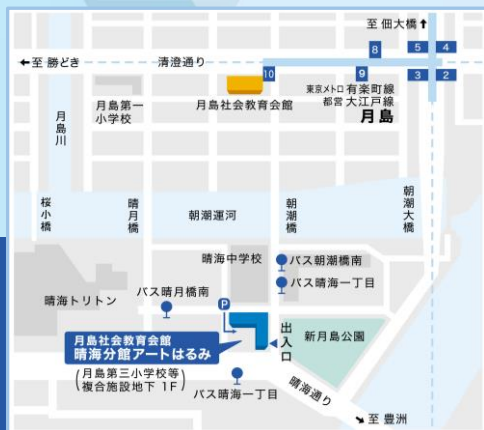 至 佃大橋↑
←至 勝どき
清澄通り
8
5
4
10
9
3
2
月島第一
小学校
月島社会教育会館
東京メトロ 有楽町線
都営 大江戸線
月島
月島川
桜小橋
晴月橋
朝潮運河
朝潮橋
朝潮大橋
晴海中学校
バス朝潮橋南
バス晴海一丁目
晴海トリトン
バス晴月橋南
P
月島社会教育会館
晴海分館アートはるみ
(月島第三小学校等
複合施設地下 1F)
出入口
新月島公園
バス晴海一丁目
晴海通り
↘至 豊洲